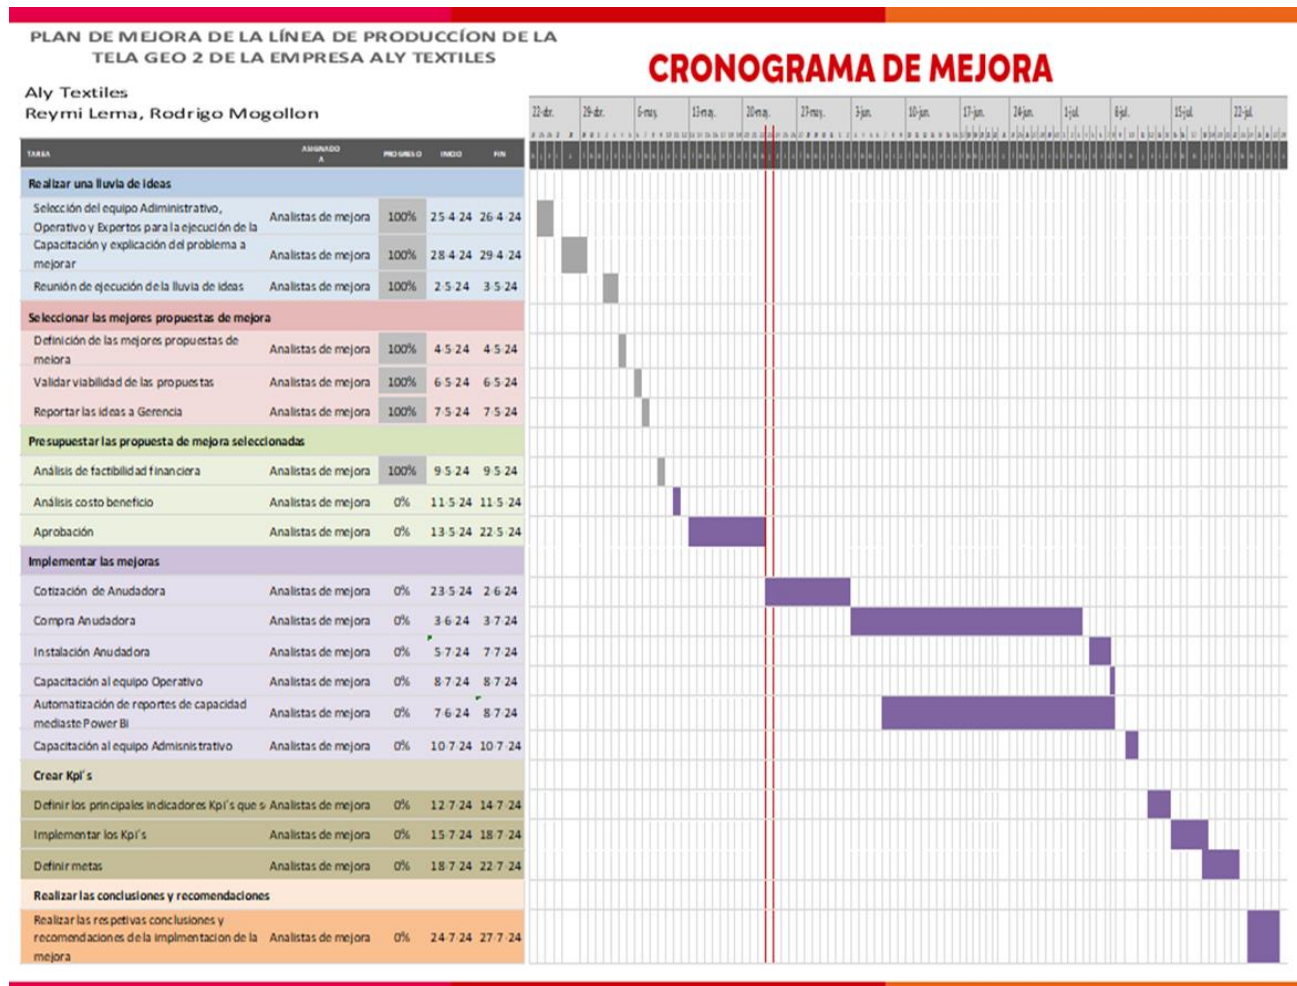 PLAN DE MEJORA DE LA LÍNEA DE PRODUCCÍON DE LA
TELA GEO 2 DE LA EMPRESA ALY TEXTILES
CRONOGRAMA DE MEJORA
Aly Textiles
Reymi Lema, Rodrigo Mogollon
22-abr. 29-abr. 6-may. 13-may. 20-may. 27-may. 3-jun. 10-jun. 17-jun. 24-jun. 1-jul. 8-jul. 15-jul. 22-jul.
TAREA ASIGNADO A PROGRESO INICIO FIN
Realizar una lluvia de ideas
Selección del equipo Adiministrativo,
Operativo y Expertos para la ejecución de la Analistas de mejora 100% 25-4-24 26-4-24
Capacitación y explicación del problema a
mejorar Analistas de mejora 100% 28-4-24 29-4-24
Reunión de ejecución de la lluvia de ideas Analistas de mejora 100% 2-5-24 3-5-24
Seleccionar las mejores propuestas de mejora
Definición de las mejores propuestas de
mejora Analistas de mejora 100% 4-5-24 4-5-24
Validar viabilidad de las propuestas Analistas de mejora 100% 6-5-24 6-5-24
Reportar las ideas a Gerencia Analistas de mejora 100% 7-5-24 7-5-24
Presupuestar las propuesta de mejora seleccionadas
Análisis de factibilidad financiera Analistas de mejora 100% 9-5-24 9-5-24
Análisis costo beneficio Analistas de mejora 0% 11-5-24 11-5-24
Aprobación Analistas de mejora 0% 13-5-24 22-5-24
Implementar las mejoras
Cotización de Anudadora Analistas de mejora 0% 23-5-24 2-6-24
Compra Anudadora Analistas de mejora 0% 3-6-24 3-7-24
Instalación Anudadora Analistas de mejora 0% 5-7-24 7-7-24
Capacitación al equipo Operativo Analistas de mejora 0% 8-7-24 8-7-24
Automatización de reportes de capacidad
mediaste Power Bi Analistas de mejora 0% 7-6-24 8-7-24
Capacitación al equipo Admisnistrativo Analistas de mejora 0% 10-7-24 10-7-24
Crear Kpi´s
Definir los principales indicadores Kpi´s que s Analistas de mejora 0% 12-7-24 14-7-24
Implementar los Kpi´s Analistas de mejora 0% 15-7-24 18-7-24
Definir metas Analistas de mejora 0% 18-7-24 22-7-24
Realizar las conclusiones y recomendaciones
Realizar las respetivas conclusiones y
recomendaciones de la implmentacion de la Analistas de mejora 0% 24-7-24 27-7-24
mejora